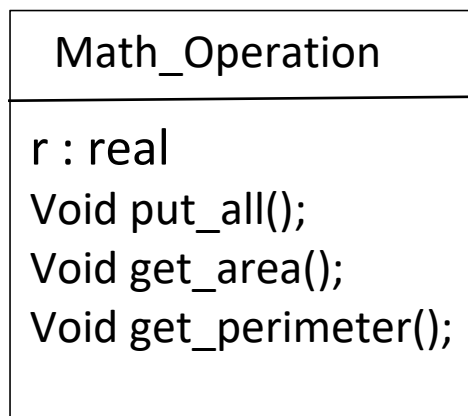 Math_Operation
r : real
Void put_all();
Void get_area();
Void get_perimeter();